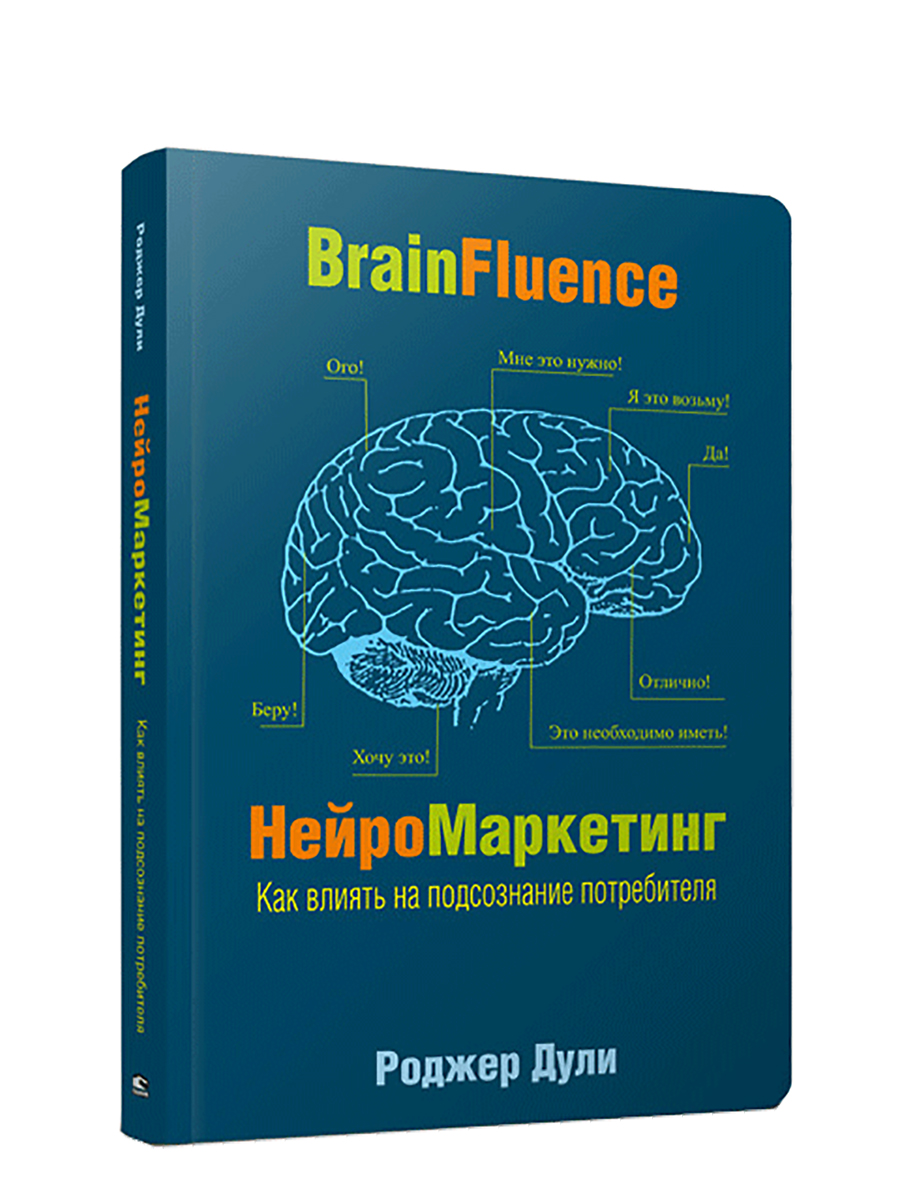 BrainFluence
Ого!
Мне это нужно!
Я это возьму!
Да!
Отлично!
Беру!
Это необходимо иметь!
Хочу это!
НейроМаркетинг
Как влиять на подсознание потребителя
Роджер Дули
Роджер Дули
НейроМаркетинг
Как влиять на подсознание потребителя